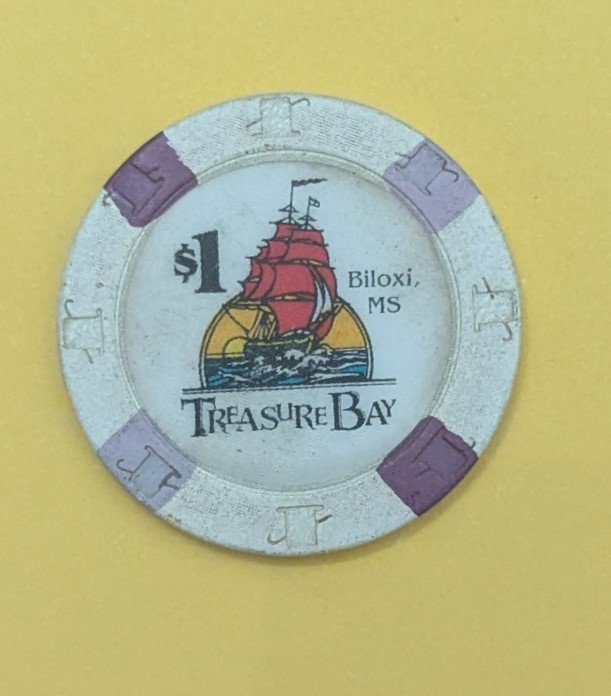 $1
Biloxi,
MS
TREASURE BAY